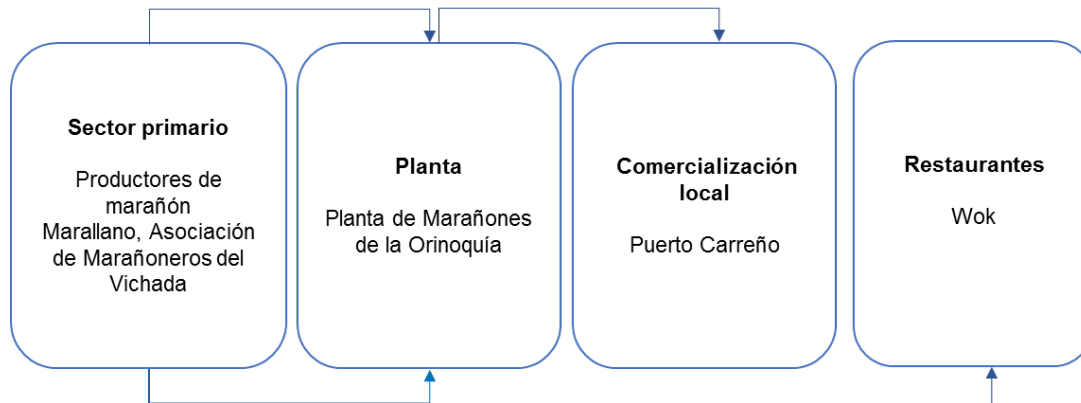 Sector primario
Productores de
marañón
Marallano, Asociación
de Marañoneros del
Vichada
Planta
Planta de Marañones
de la Orinoquía
Comercialización
local
Puerto Carreño
Restaurantes
Wok